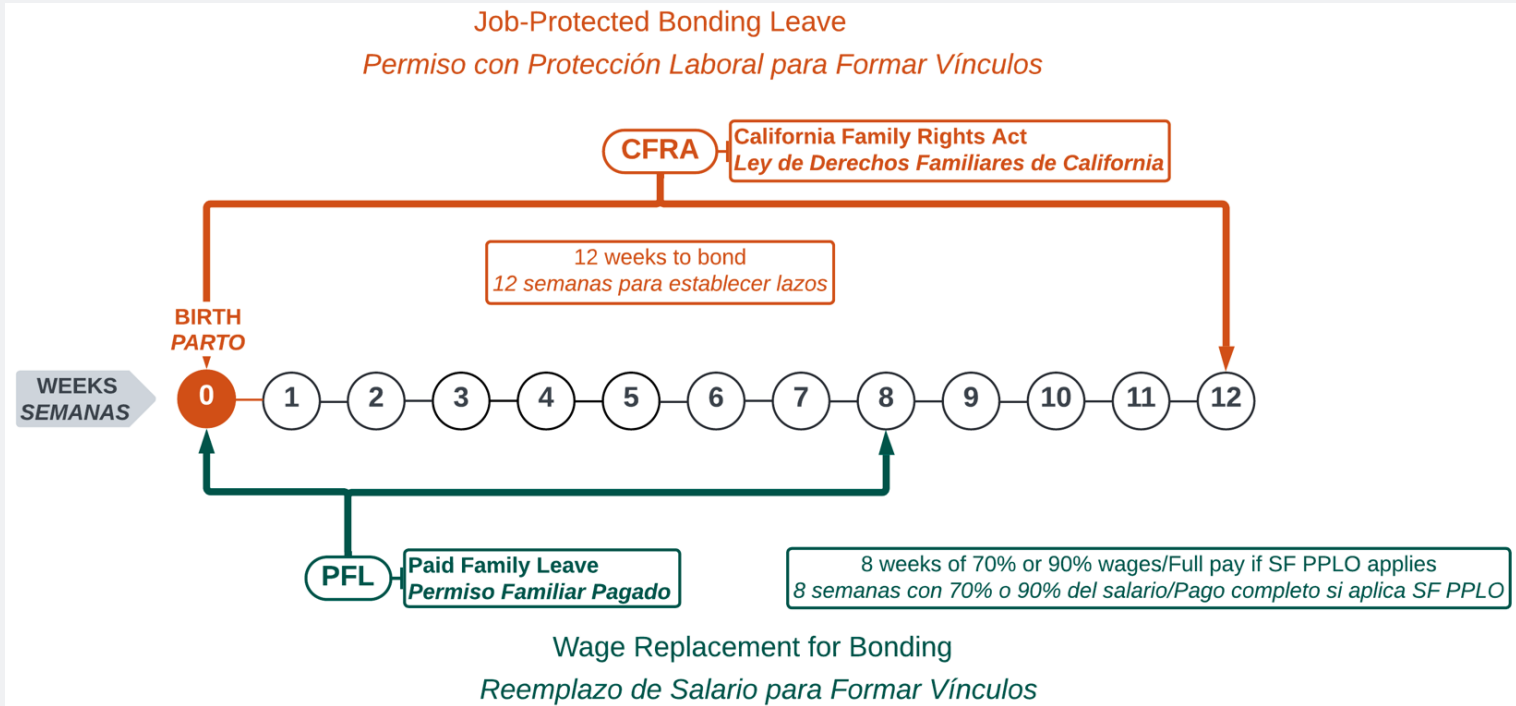 Job-Protected Bonding Leave
Permiso con Protección Laboral para Formar Vínculos
CFRA
California Family Rights Act
Ley de Derechos Familiares de California
12 weeks to bond
12 semanas para establecer lazos
BIRTH
PARTO
WEEKS
SEMANAS
0 1 2 3 4 5 6 7 8 9 10 11 12
PFL
Paid Family Leave
Permiso Familiar Pagado
8 weeks of 70% or 90% wages/Full pay if SF PPLO applies
8 semanas con 70% o 90% del salario/Pago completo si aplica SF PPLO
Wage Replacement for Bonding
Reemplazo de Salario para Formar Vínculos